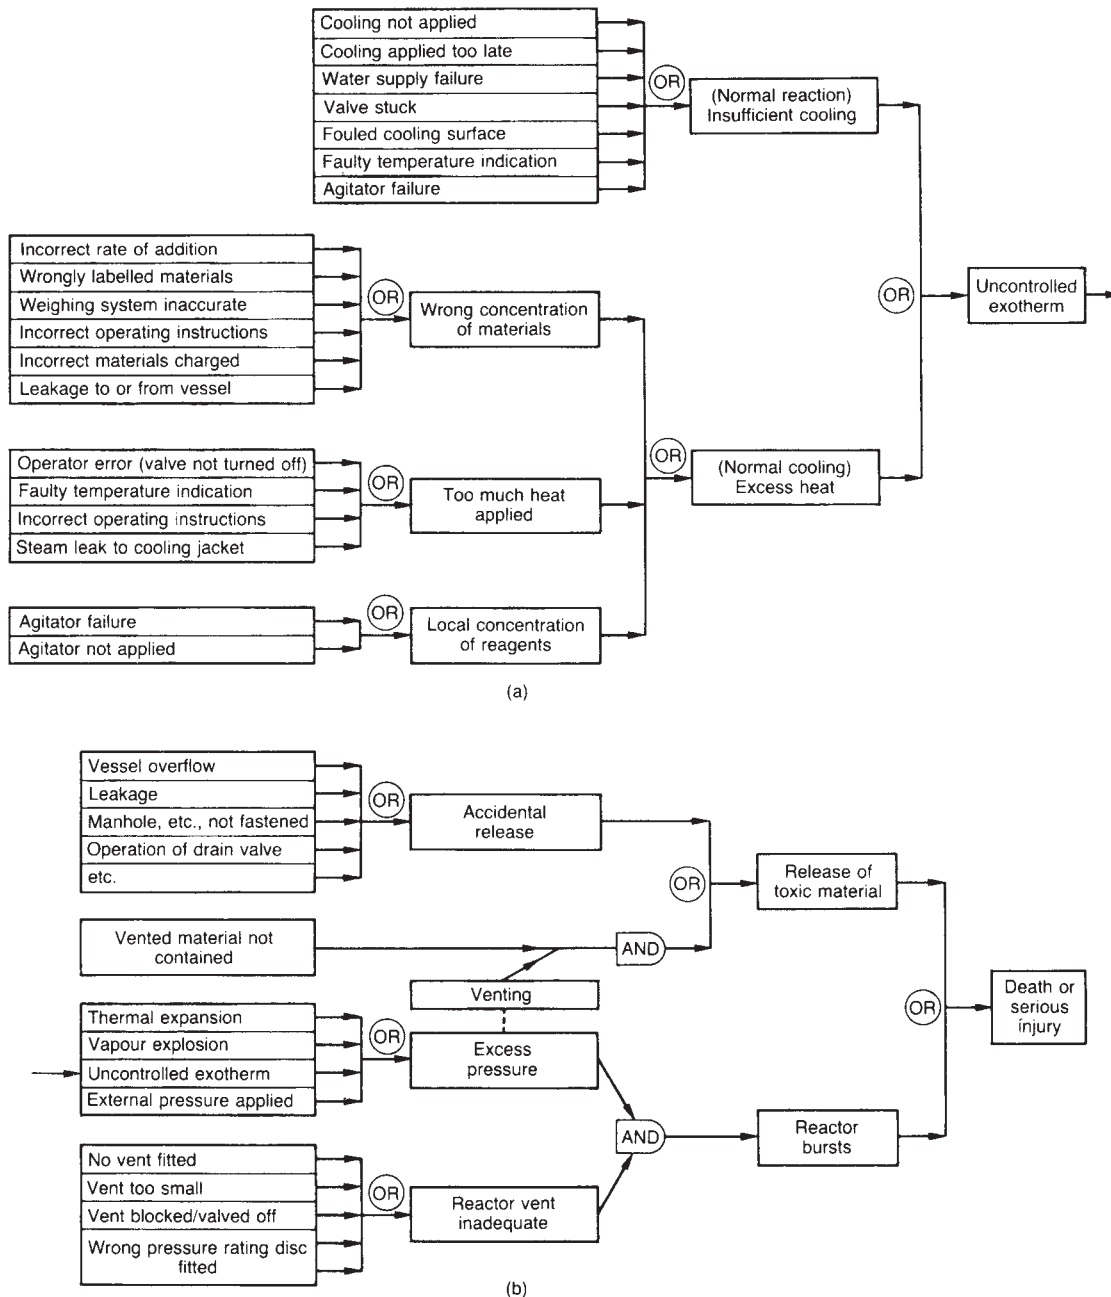 Cooling not applied
Cooling applied too late
Water supply failure
Valve stuck
Fouled cooling surface
Faulty temperature indication
Agitator failure
OR
(Normal reaction)
Insufficient cooling
Incorrect rate of addition
Wrongly labelled materials
Weighing system inaccurate
Incorrect operating instructions
Incorrect materials charged
Leakage to or from vessel
OR
Wrong concentration
of materials
OR
Uncontrolled
exotherm
Operator error (valve not turned off)
Faulty temperature indication
Incorrect operating instructions
Steam leak to cooling jacket
OR
Too much heat
applied
OR
(Normal cooling)
Excess heat
Agitator failure
Agitator not applied
OR
Local concentration
of reagents
(a)
Vessel overflow
Leakage
Manhole, etc., not fastened
Operation of drain valve
etc.
OR
Accidental
release
OR
Release of
toxic material
Vented material not
contained
AND
Venting
Thermal expansion
Vapour explosion
Uncontrolled exotherm
External pressure applied
OR
Excess
pressure
OR
Death or
serious
injury
AND
Reactor
bursts
No vent fitted
Vent too small
Vent blocked/valved off
Wrong pressure rating disc
fitted
OR
Reactor vent
inadequate
(b)